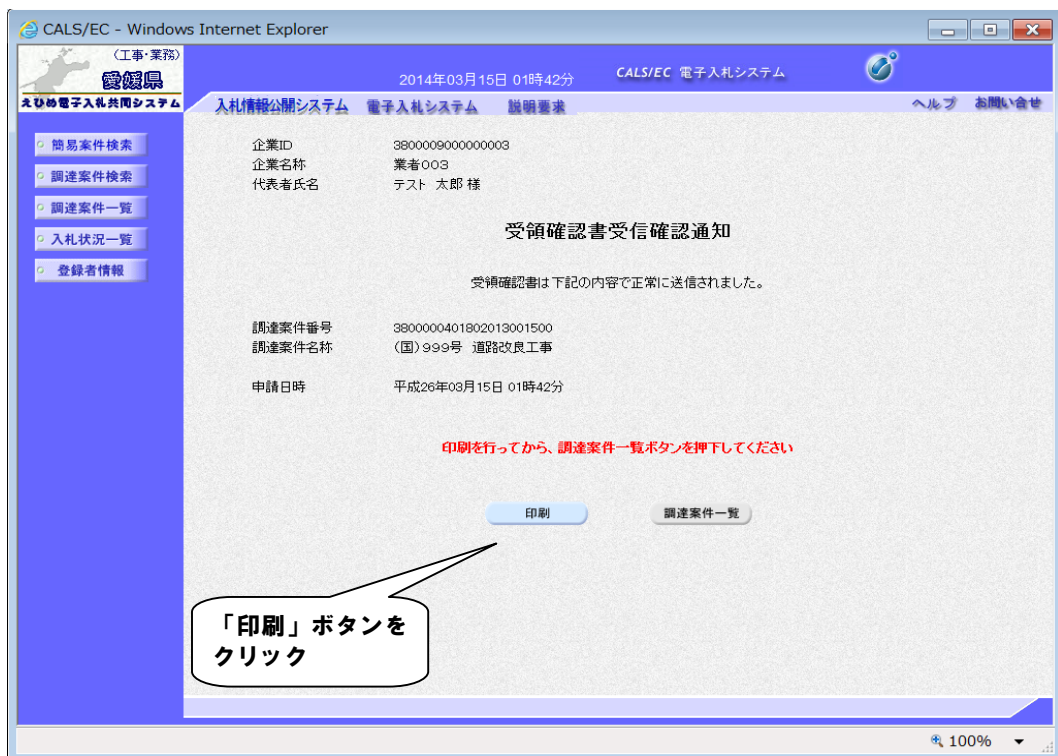 CALS/EC - Windows Internet Explorer
(工事・業務)
愛媛県
えひめ電子入札共同システム
2014年03月15日 01時42分
CALS/EC 電子入札システム
入札情報公開システム 電子入札システム 説明要求
ヘルプ お問い合せ
簡易案件検索
調達案件検索
調達案件一覧
入札状況一覧
登録者情報
企業ID 3800009000000003
企業名称 業者003
代表者氏名 テスト 太郎 様
受領確認書受信確認通知
受領確認書は下記の内容で正常に送信されました。
調達案件番号 3800000401802013001500
調達案件名称 (国)999号 道路改良工事
申請日時 平成26年03月15日 01時42分
印刷を行ってから、調達案件一覧ボタンを押下してください
印刷 調達案件一覧
「印刷」ボタンを
クリック
100%